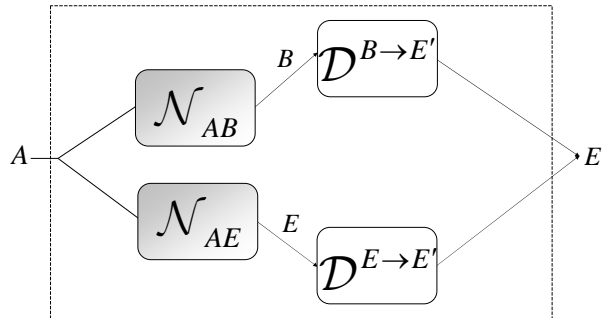 B
𝒟^{B→E'}
𝒩_{AB}
A
E
𝒩_{AE}
E
𝒟^{E→E'}